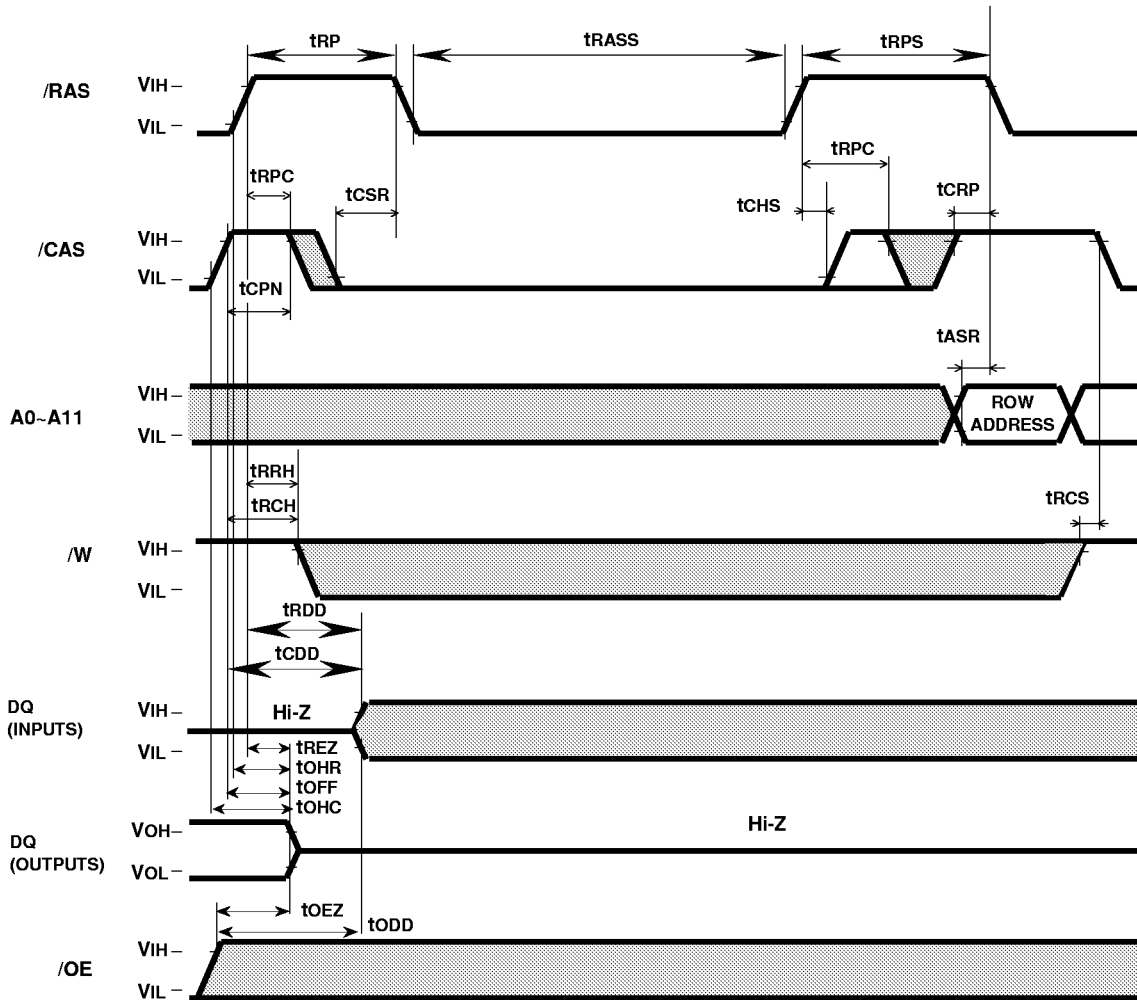 tRP tRASS tRPS
/RAS
VIH
VIL
tRPC tCSR tCHS tRPC tCRP
/CAS
VIH
VIL
tCPN
tASR
A0~A11
VIH
VIL
ROW
ADDRESS
tRRH
tRCH tRCS
/W
VIH
VIL
tRDD
tCDD
DQ
(INPUTS)
VIH
VIL
Hi-Z
tREZ
tOHR
tOFF
tOHC
DQ
(OUTPUTS)
VOH
VOL
Hi-Z
tOEZ
tODD
/OE
VIH
VIL